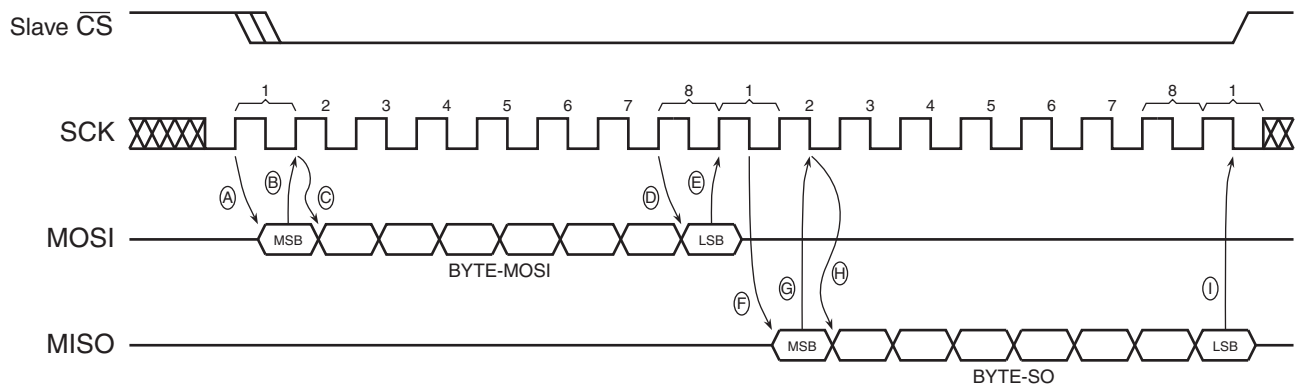 Slave C̅S̅
1 2 3 4 5 6 7 8 1 2 3 4 5 6 7 8 1
SCK
A B C D E
MOSI MSB LSB
BYTE-MOSI
F G H I
MISO MSB LSB
BYTE-SO